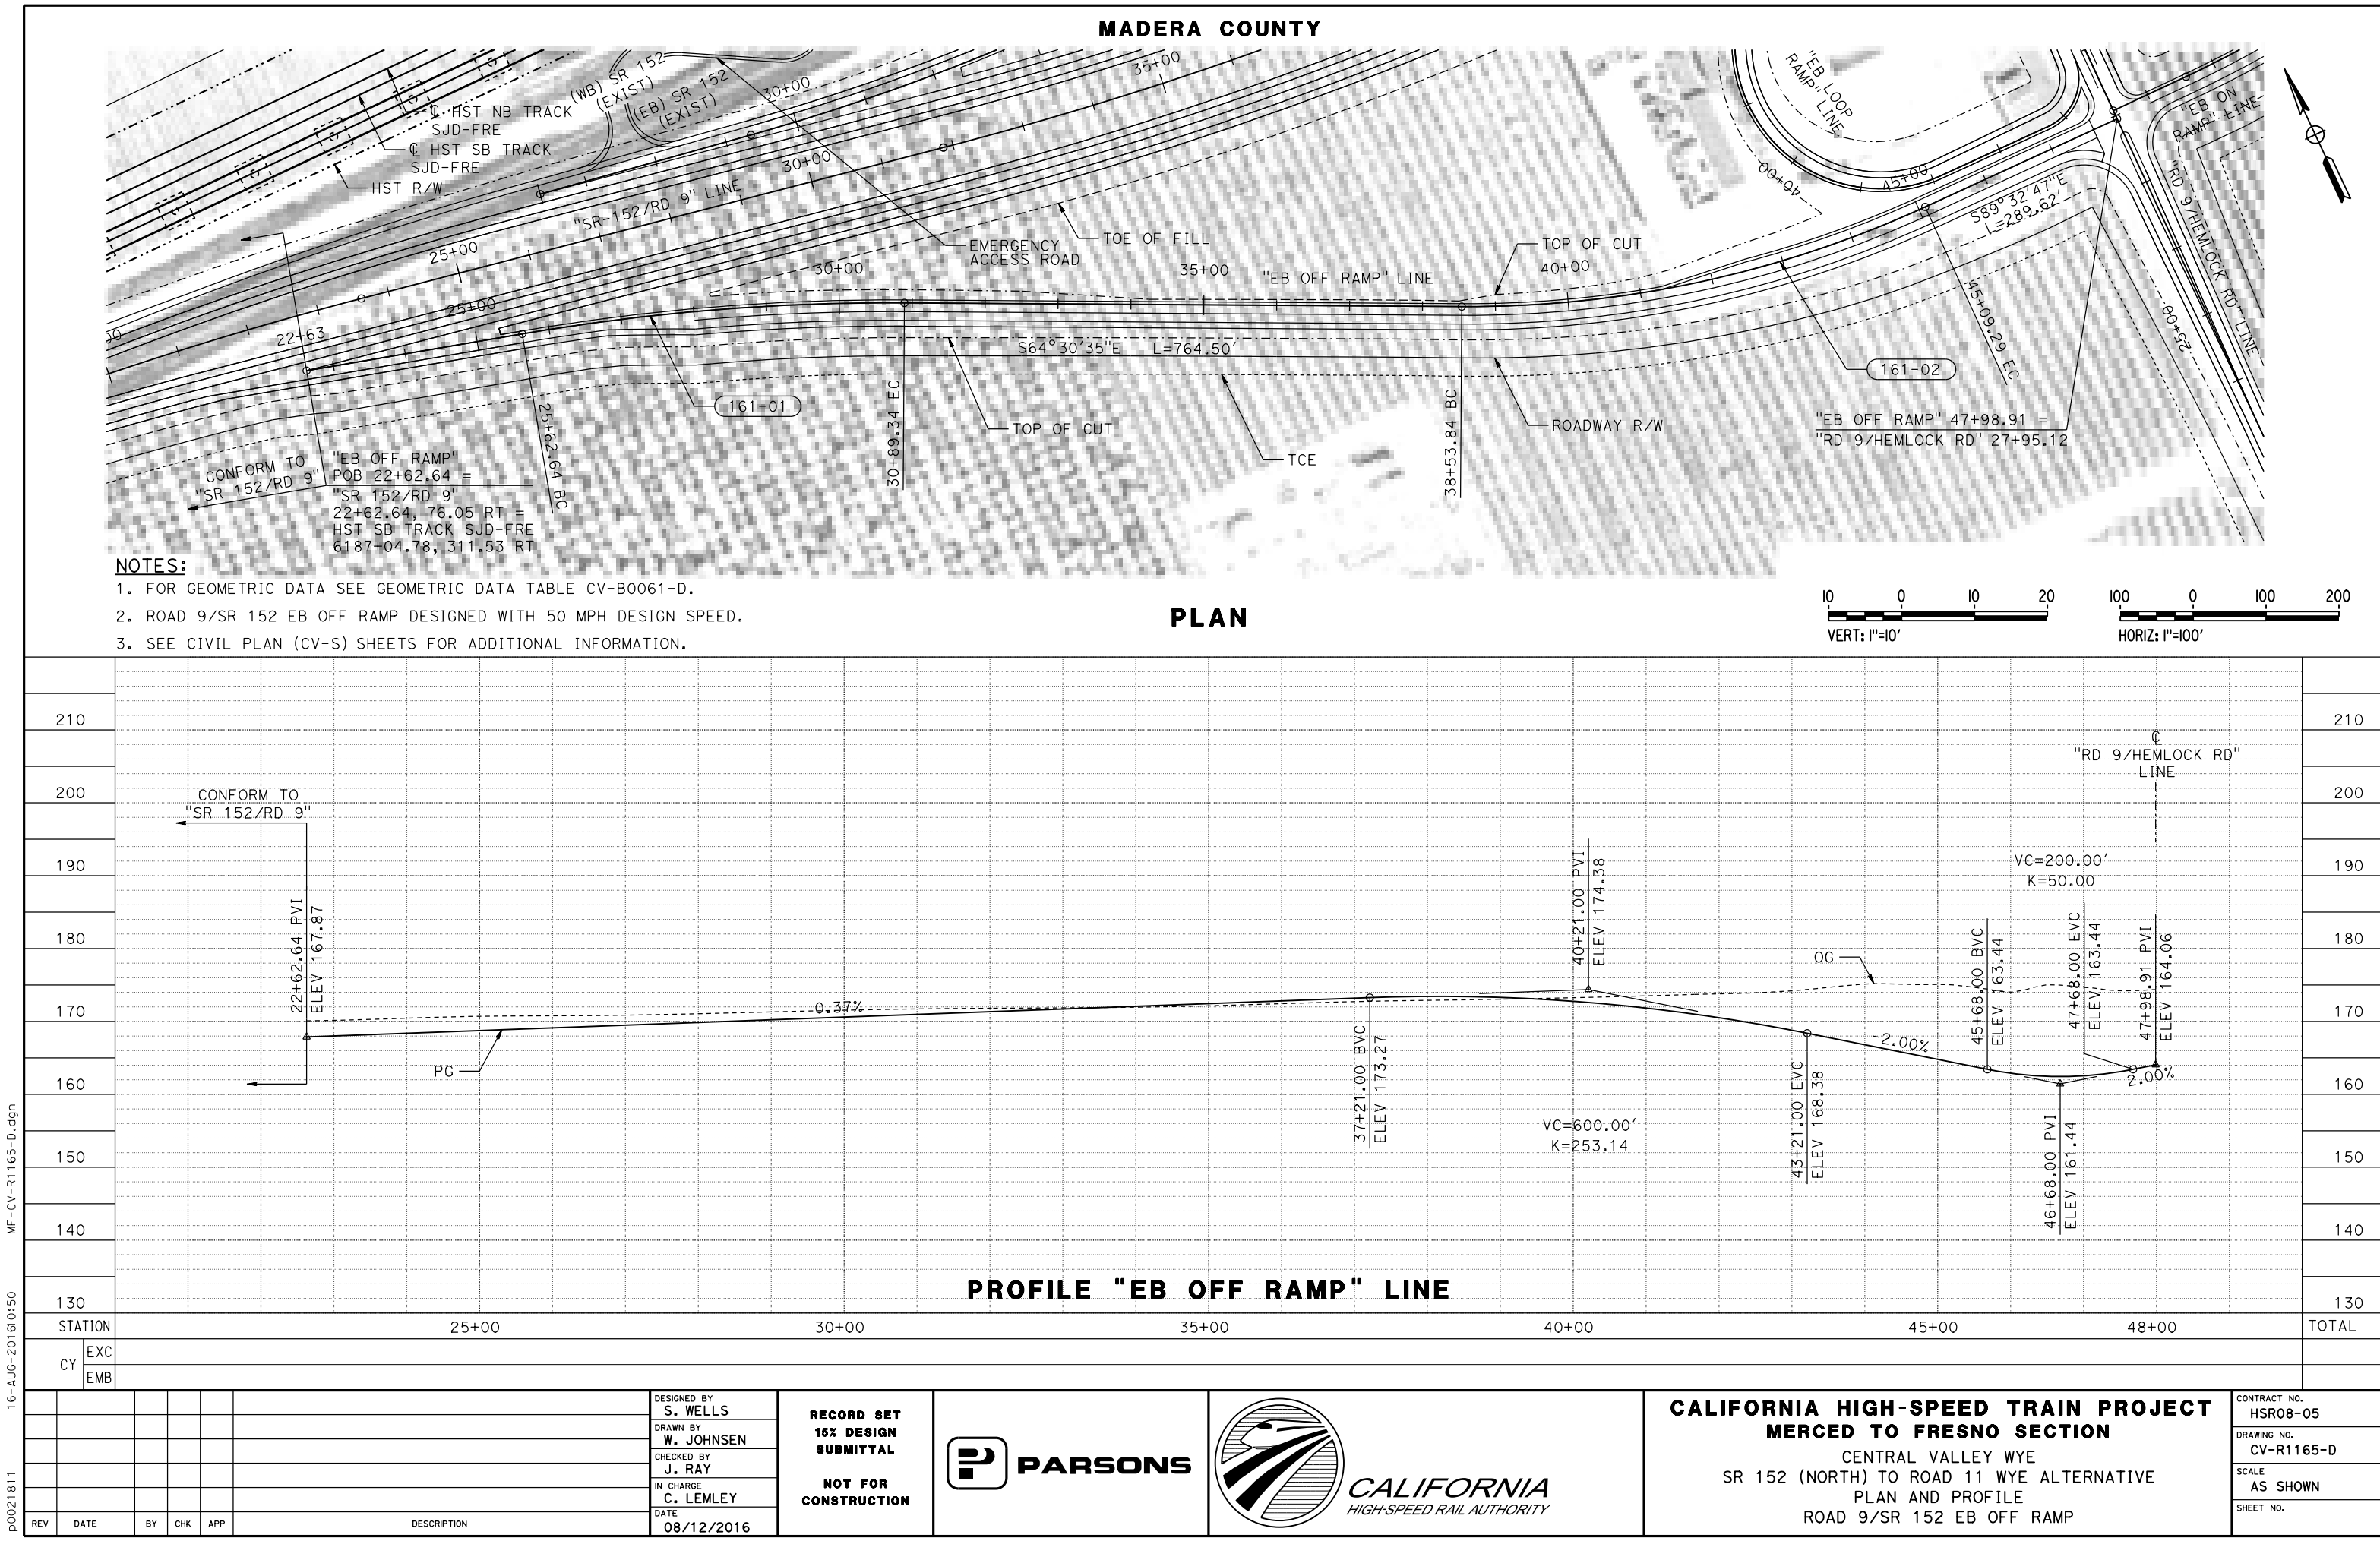 MADERA COUNTY
℄ HST NB TRACK
SJD-FRE
℄ HST SB TRACK
SJD-FRE
HST R/W
(WB) SR 152
(EXIST)
(EB) SR 152
(EXIST)
30+00
35+00
30+00
"SR-152/RD 9" LINE
25+00
25+00
22+63
EMERGENCY
ACCESS ROAD
TOE OF FILL
30+00
35+00
"EB OFF RAMP" LINE
TOP OF CUT
40+00
"EB LOOP
RAMP" LINE
40+00
45+00
"EB ON
RAMP" LINE
"RD 9/HEMLOCK RD" LINE
25+00
S89°32'47"E
L=289.62'
45+09.29 EC
S64°30'35"E L=764.50'
161-01
161-02
25+62.64 BC
30+89.34 EC
38+53.84 BC
TOP OF CUT
TCE
ROADWAY R/W
"EB OFF RAMP" 47+98.91 =
"RD 9/HEMLOCK RD" 27+95.12
CONFORM TO
"SR 152/RD 9"
"EB OFF RAMP"
POB 22+62.64 =
"SR 152/RD 9"
22+62.64, 76.05 RT =
HST SB TRACK SJD-FRE
6187+04.78, 311.53 RT
NOTES:
1. FOR GEOMETRIC DATA SEE GEOMETRIC DATA TABLE CV-B0061-D.
2. ROAD 9/SR 152 EB OFF RAMP DESIGNED WITH 50 MPH DESIGN SPEED.
3. SEE CIVIL PLAN (CV-S) SHEETS FOR ADDITIONAL INFORMATION.
PLAN
10 0 10 20
VERT: 1"=10'
100 0 100 200
HORIZ: 1"=100'
210 210
200 200
190 190
180 180
170 170
160 160
150 150
140 140
130 130
CONFORM TO
"SR 152/RD 9"
22+62.64 PVI
ELEV 167.87
PG
0.37%
37+21.00 BVC
ELEV 173.27
40+21.00 PVI
ELEV 174.38
VC=600.00'
K=253.14
43+21.00 EVC
ELEV 168.38
OG
-2.00%
45+68.00 BVC
ELEV 163.44
46+68.00 PVI
ELEV 161.44
VC=200.00'
K=50.00
47+68.00 EVC
ELEV 163.44
47+98.91 PVI
ELEV 164.06
2.00%
℄
"RD 9/HEMLOCK RD"
LINE
PROFILE "EB OFF RAMP" LINE
STATION 25+00 30+00 35+00 40+00 45+00 48+00 TOTAL
CY EXC
EMB
REV DATE BY CHK APP DESCRIPTION
DESIGNED BY
S. WELLS
DRAWN BY
W. JOHNSEN
CHECKED BY
J. RAY
IN CHARGE
C. LEMLEY
DATE
08/12/2016
RECORD SET
15% DESIGN
SUBMITTAL
NOT FOR
CONSTRUCTION
PARSONS
CALIFORNIA
HIGH-SPEED RAIL AUTHORITY
CALIFORNIA HIGH-SPEED TRAIN PROJECT
MERCED TO FRESNO SECTION
CENTRAL VALLEY WYE
SR 152 (NORTH) TO ROAD 11 WYE ALTERNATIVE
PLAN AND PROFILE
ROAD 9/SR 152 EB OFF RAMP
CONTRACT NO.
HSR08-05
DRAWING NO.
CV-R1165-D
SCALE
AS SHOWN
SHEET NO.
p0021811 16-AUG-2016 10:50 MF-CV-R1165-D.dgn